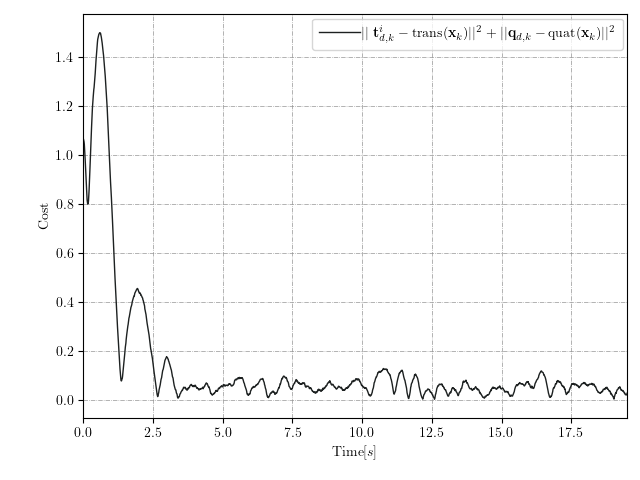 || t^i_{d,k} − trans(x_k)||^2 + ||q_{d,k} − quat(x_k)||^2
1.4
1.2
1.0
0.8
0.6
0.4
0.2
0.0
Cost
0.0 2.5 5.0 7.5 10.0 12.5 15.0 17.5
Time[s]